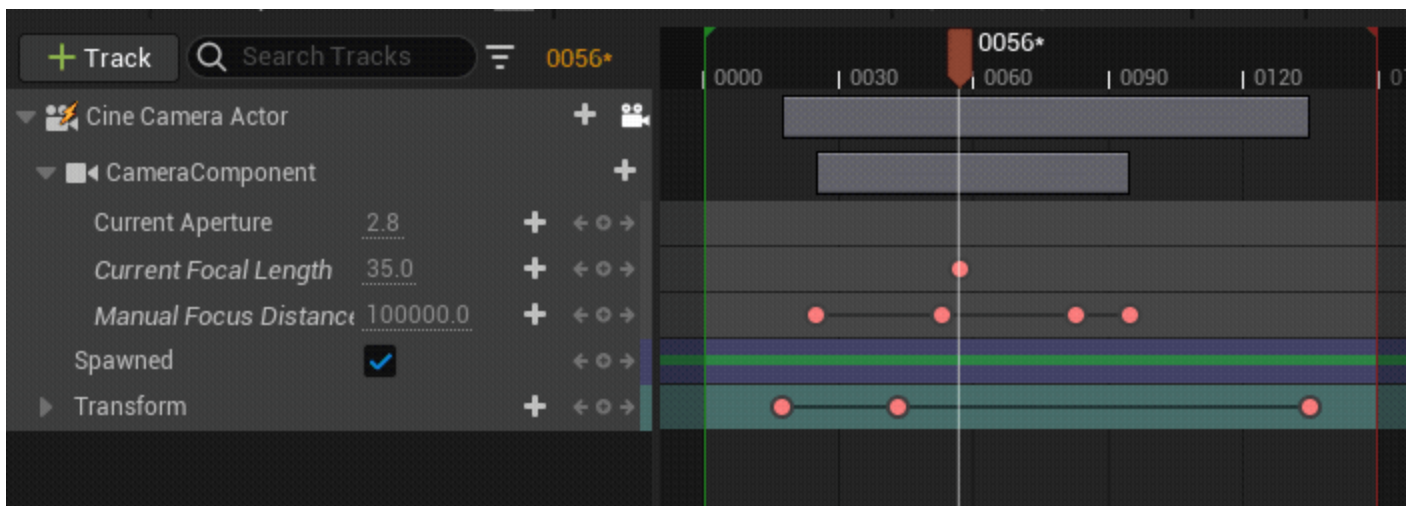 + Track Search Tracks 0056* 0056*
0000 0030 0060 0090 0120
Cine Camera Actor
CameraComponent
Current Aperture 2.8
Current Focal Length 35.0
Manual Focus Distance 100000.0
Spawned
Transform